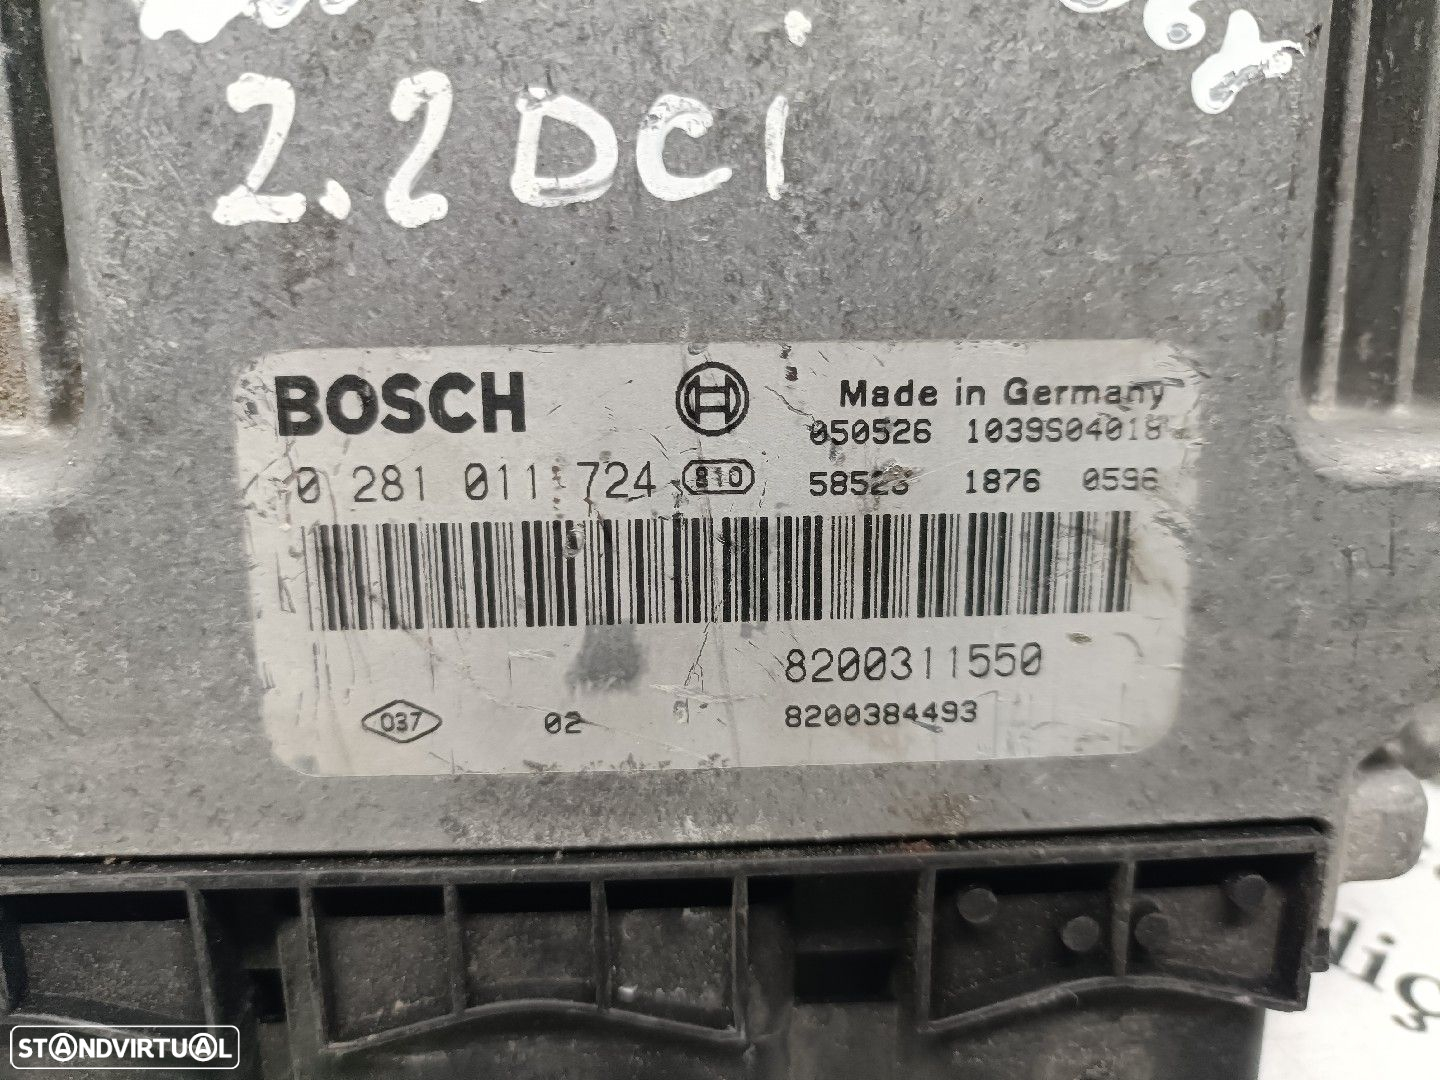 2.2 DCi
BOSCH
Made in Germany
050526 1039S04018
0 281 011 724 810
1876 0596
8200311550
037 02 8200384493
STANDVIRTUAL